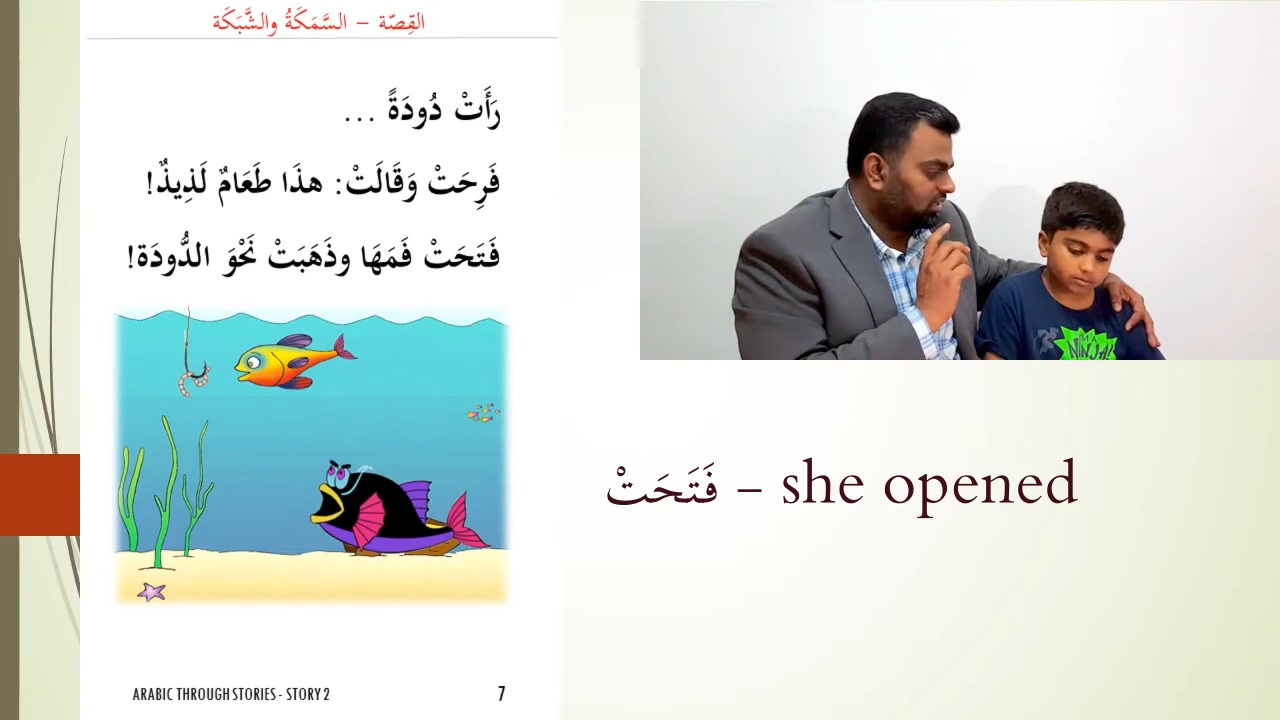 القِصّة – السَّمَكَةُ والشَّبَكَة
رَأَتْ دُودَةً ...
فَرِحَتْ وَقَالَتْ: هذَا طَعَامٌ لَذِيذٌ!
فَتَحَتْ فَمَهَا وذَهَبَتْ نَحْوَ الدُّودَة!
ARABIC THROUGH STORIES - STORY 2
7
I'M A
NINJA!
فَتَحَتْ – she opened